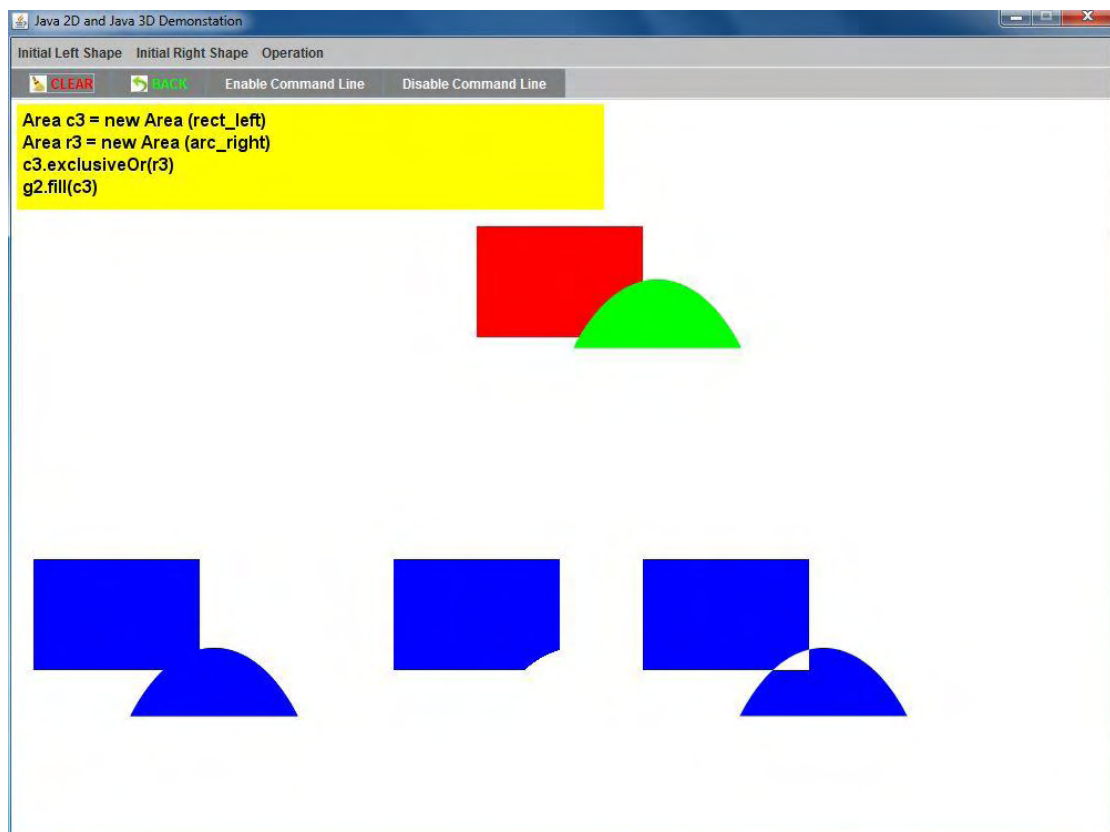 Java 2D and Java 3D Demonstation
Initial Left Shape Initial Right Shape Operation
CLEAR BACK Enable Command Line Disable Command Line
Area c3 = new Area (rect_left)
Area r3 = new Area (arc_right)
c3.exclusiveOr(r3)
g2.fill(c3)